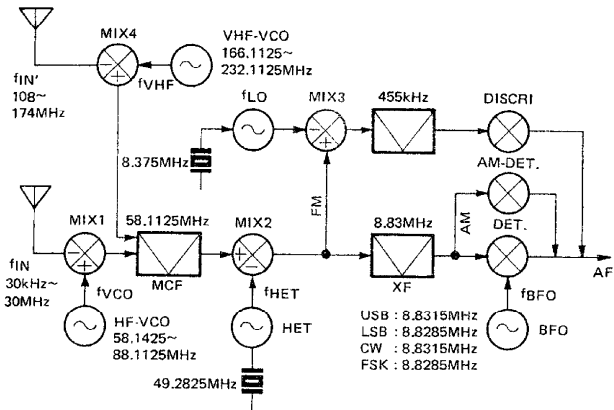 MIX4
VHF-VCO
166.1125~
232.1125MHz
fVHF
fIN'
108~
174MHz
fLO
MIX3
455kHz
DISCRI
8.375MHz
AM-DET.
FM
AM
DET.
MIX1
58.1125MHz
MIX2
8.83MHz
MCF
XF
AF
fIN
30kHz~
30MHz
fVCO
fHET
fBFO
HF-VCO
58.1425~
88.1125MHz
HET
USB : 8.8315MHz
LSB : 8.8285MHz
CW : 8.8315MHz
FSK : 8.8285MHz
BFO
49.2825MHz